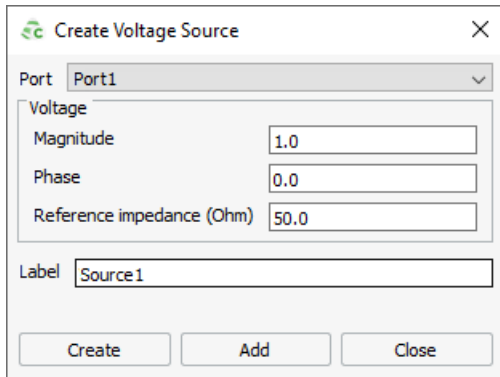 Create Voltage Source
Port Port1
Voltage
Magnitude 1.0
Phase 0.0
Reference impedance (Ohm) 50.0
Label Source1
Create Add Close